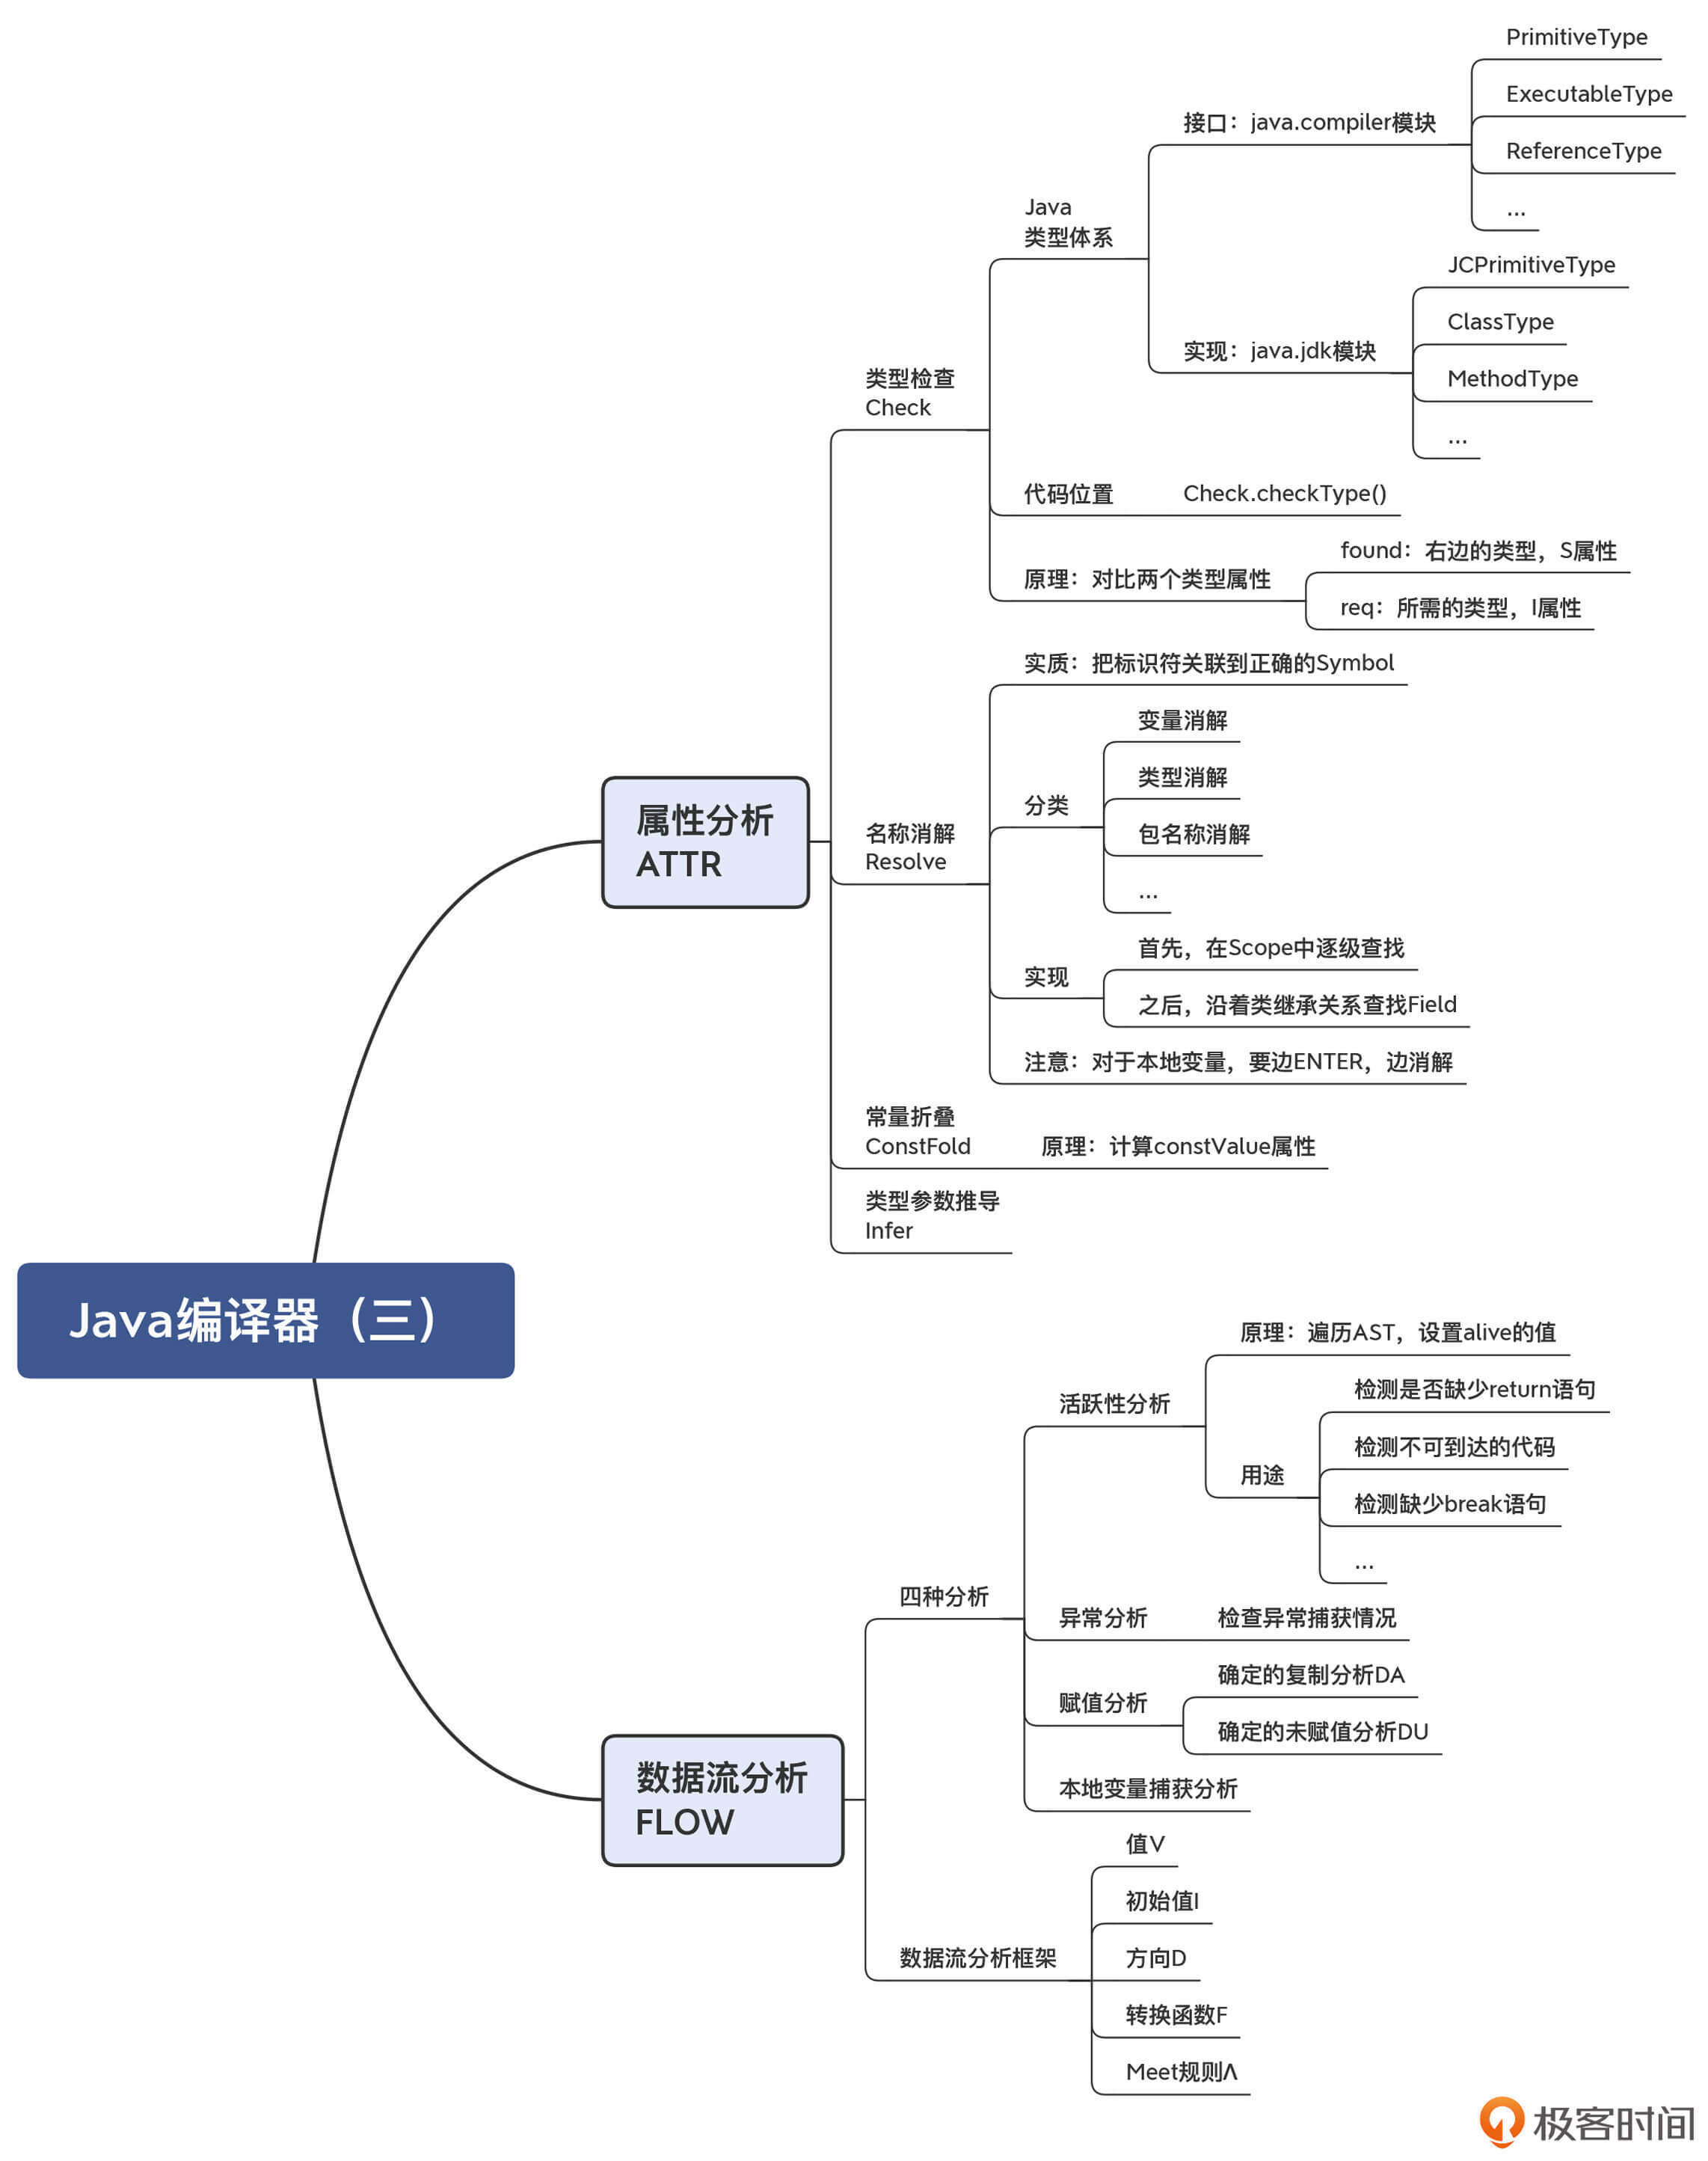 Java编译器（三）
属性分析
ATTR
类型检查
Check
Java
类型体系
接口：java.compiler模块
PrimitiveType
ExecutableType
ReferenceType
...
实现：java.jdk模块
JCPrimitiveType
ClassType
MethodType
...
代码位置
Check.checkType()
原理：对比两个类型属性
found：右边的类型，S属性
req：所需的类型，I属性
名称消解
Resolve
实质：把标识符关联到正确的Symbol
分类
变量消解
类型消解
包名称消解
...
实现
首先，在Scope中逐级查找
之后，沿着类继承关系查找Field
注意：对于本地变量，要边ENTER，边消解
常量折叠
ConstFold
原理：计算constValue属性
类型参数推导
Infer
数据流分析
FLOW
四种分析
活跃性分析
原理：遍历AST，设置alive的值
用途
检测是否缺少return语句
检测不可到达的代码
检测缺少break语句
...
异常分析
检查异常捕获情况
赋值分析
确定的复制分析DA
确定的未赋值分析DU
本地变量捕获分析
数据流分析框架
值V
初始值I
方向D
转换函数F
Meet规则Λ
极客时间